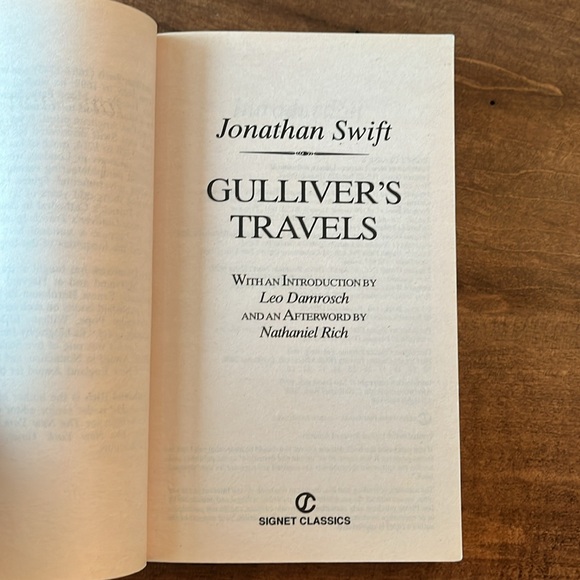 Jonathan Swift
GULLIVER'S
TRAVELS
WITH AN INTRODUCTION BY
Leo Damrosch
AND AN AFTERWORD BY
Nathaniel Rich
SIGNET CLASSICS